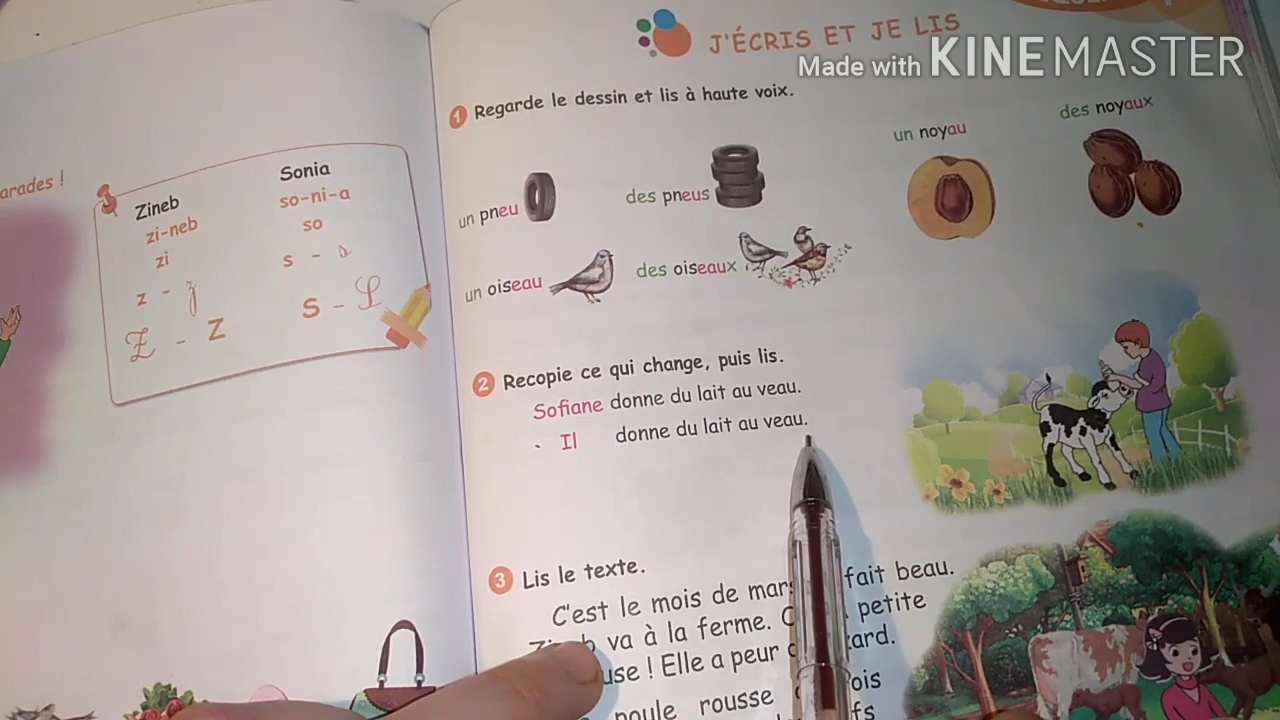 arades !
Zineb
zi-neb
zi
z - z
Z - Z
Sonia
so-ni-a
so
s - s
S - S
J'ÉCRIS ET JE LIS
Made with KINEMASTER
1 Regarde le dessin et lis à haute voix.
un pneu
des pneus
un noyau
des noyaux
un oiseau
des oiseaux
2 Recopie ce qui change, puis lis.
Sofiane donne du lait au veau.
Il donne du lait au veau.
3 Lis le texte.
C'est le mois de mars fait beau.
va à la ferme. petite
use ! Elle a peur
poule rousse